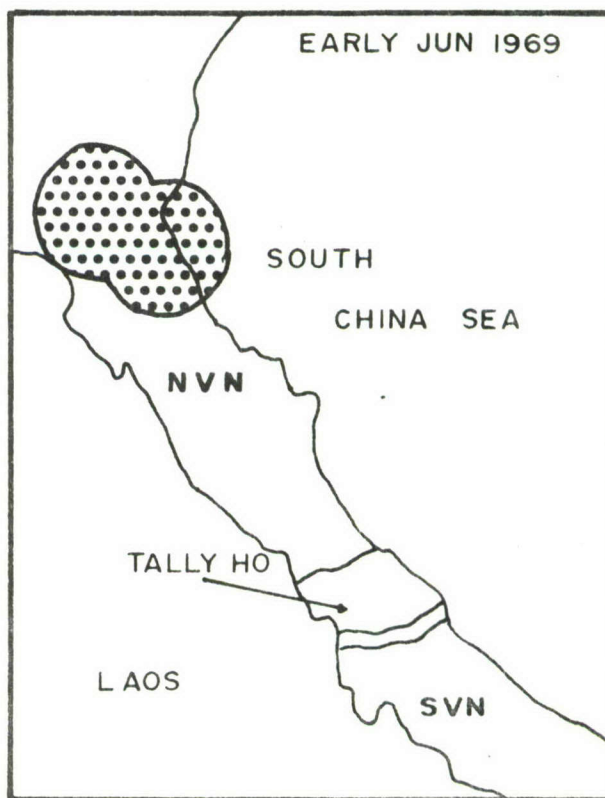 EARLY JUN 1969
SOUTH
CHINA SEA
NVN
TALLY HO
LAOS
SVN